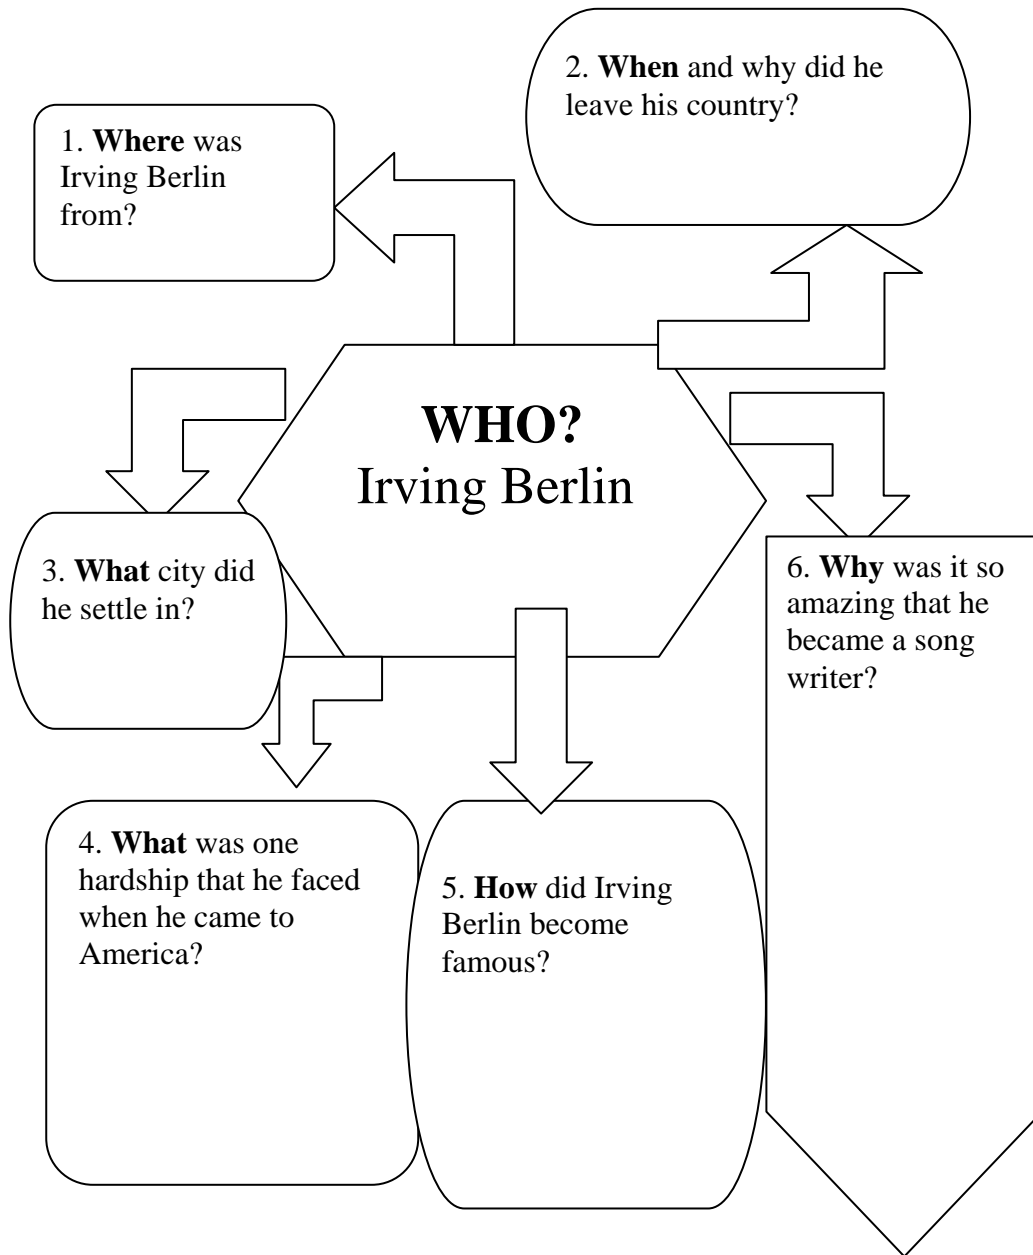 WHO?
Irving Berlin
1. Where was
Irving Berlin
from?
2. When and why did he
leave his country?
3. What city did
he settle in?
4. What was one
hardship that he faced
when he came to
America?
5. How did Irving
Berlin become
famous?
6. Why was it so
amazing that he
became a song
writer?